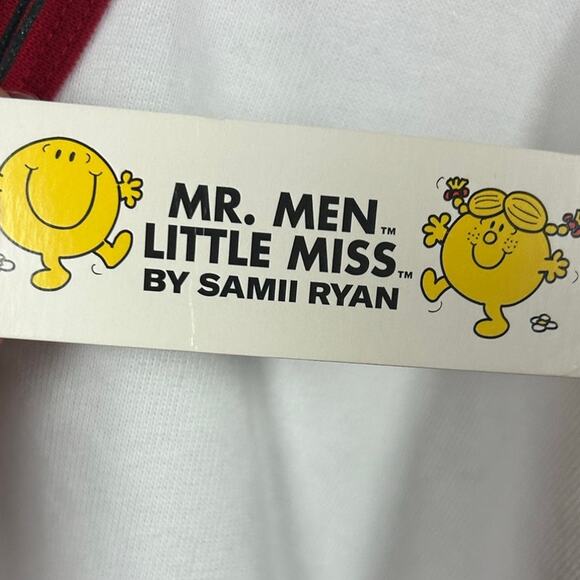 MR. MEN™
LITTLE MISS™
BY SAMII RYAN